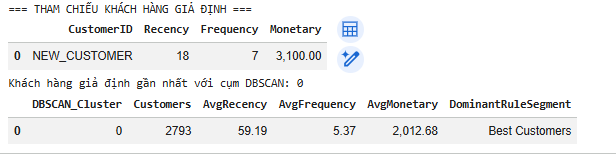 === THAM CHIẾU KHÁCH HÀNG GIẢ ĐỊNH ===
CustomerID Recency Frequency Monetary
0 NEW_CUSTOMER 18 7 3,100.00
Khách hàng giả định gần nhất với cụm DBSCAN: 0
DBSCAN_Cluster Customers AvgRecency AvgFrequency AvgMonetary DominantRuleSegment
0 0 2793 59.19 5.37 2,012.68 Best Customers